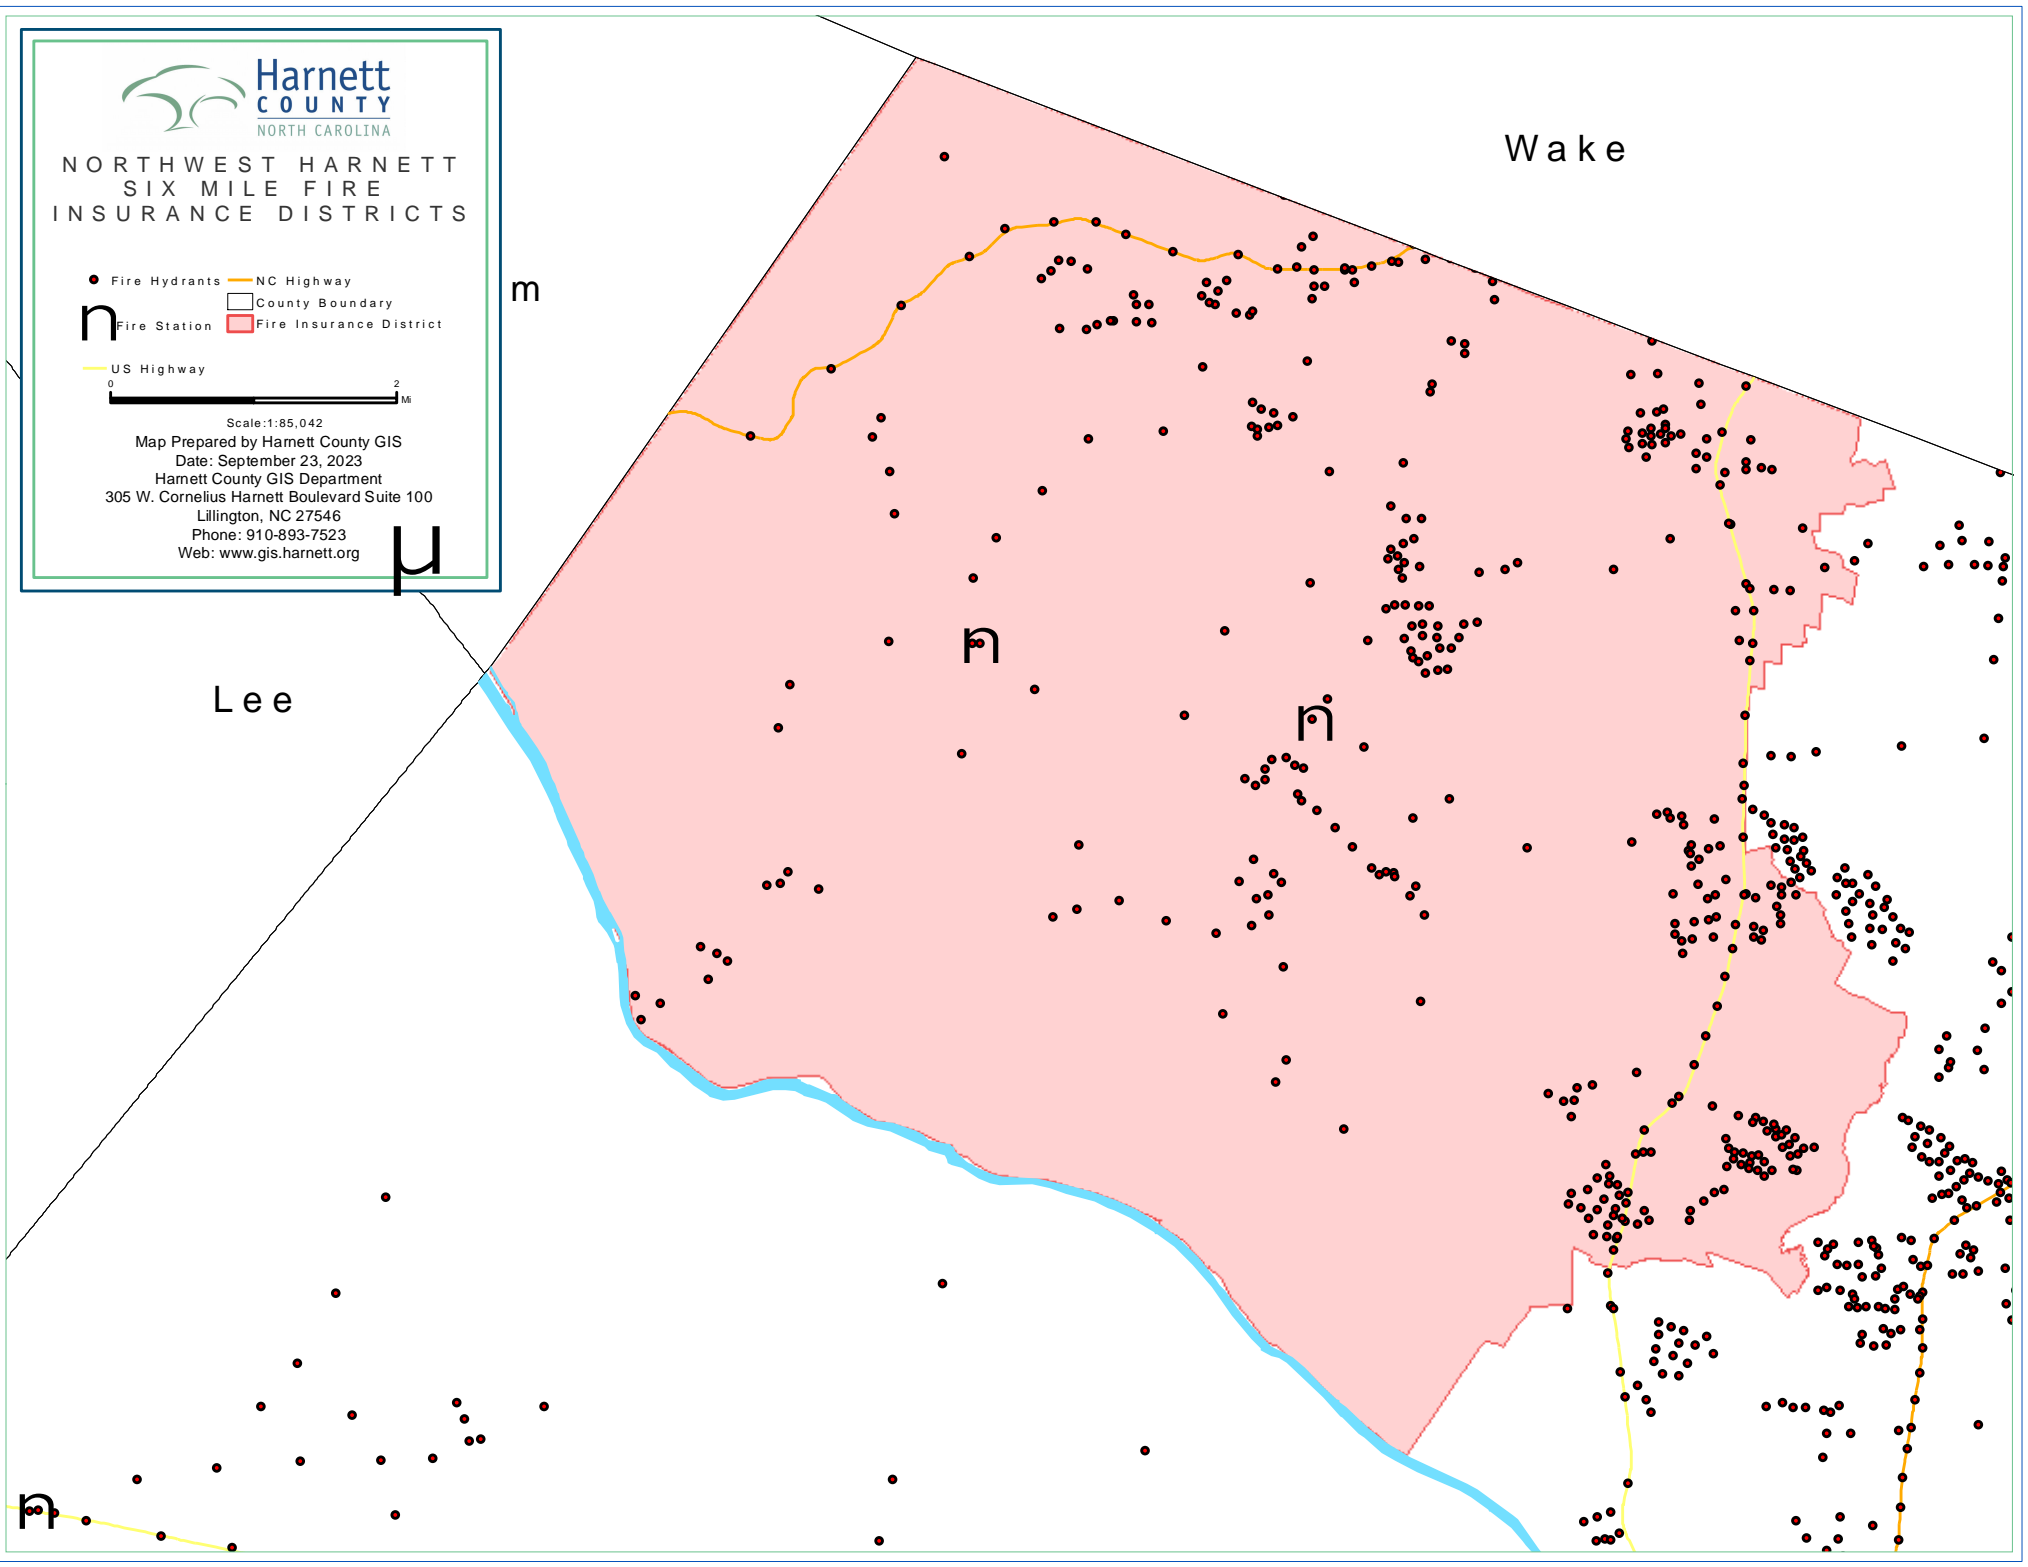 Harnett
COUNTY
NORTH CAROLINA
NORTHWEST HARNETT
SIX MILE FIRE
INSURANCE DISTRICTS
Fire Hydrants
NC Highway
County Boundary
n Fire Station
Fire Insurance District
US Highway
0 2
Mi
Scale:1:85,042
Map Prepared by Harnett County GIS
Date: September 23, 2023
Harnett County GIS Department
305 W. Cornelius Harnett Boulevard Suite 100
Lillington, NC 27546
Phone: 910-893-7523
Web: www.gis.harnett.org
µ
Wake
m
n
Lee
n
n